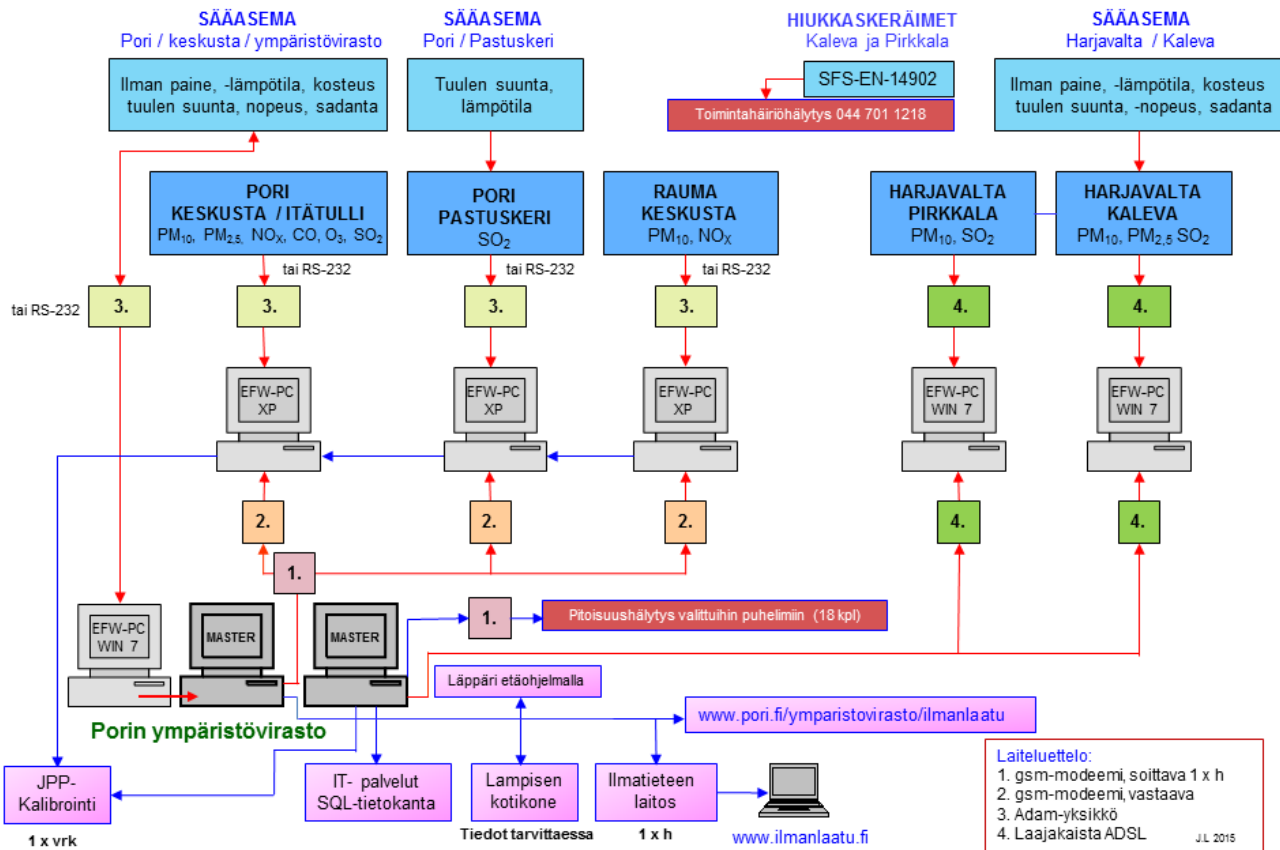 SÄÄASEMA
Pori / keskusta / ympäristövirasto
SÄÄASEMA
Pori / Pastuskeri
HIUKKASKERÄIMET
Kaleva ja Pirkkala
SÄÄASEMA
Harjavalta / Kaleva
Ilman paine, -lämpötila, kosteus
tuulen suunta, nopeus, sadanta
Tuulen suunta,
lämpötila
SFS-EN-14902
Toimintahäiriöhälytys 044 701 1218
Ilman paine, -lämpötila, kosteus
tuulen suunta, -nopeus, sadanta
PORI
KESKUSTA / ITÄTULLI
PM10, PM2,5, NOX, CO, O3, SO2
PORI
PASTUSKERI
SO2
RAUMA
KESKUSTA
PM10, NOX
HARJAVALTA
PIRKKALA
PM10, SO2
HARJAVALTA
KALEVA
PM10, PM2,5 SO2
tai RS-232
tai RS-232
tai RS-232
tai RS-232
3.
3.
3.
3.
4.
4.
EFW-PC
XP
EFW-PC
XP
EFW-PC
XP
EFW-PC
WIN 7
EFW-PC
WIN 7
2.
2.
2.
4.
4.
1.
EFW-PC
WIN 7
MASTER
MASTER
1.
Pitoisuushälytys valittuihin puhelimiin (18 kpl)
Läppäri etäohjelmalla
www.pori.fi/ymparistovirasto/ilmanlaatu
Porin ympäristövirasto
JPP-
Kalibrointi
1 x vrk
IT- palvelut
SQL-tietokanta
Lampisen
kotikone
Tiedot tarvittaessa
Ilmatieteen
laitos
1 x h
www.ilmanlaatu.fi
Laiteluettelo:
1. gsm-modeemi, soittava 1 x h
2. gsm-modeemi, vastaava
3. Adam-yksikkö
4. Laajakaista ADSL
J.L 2015